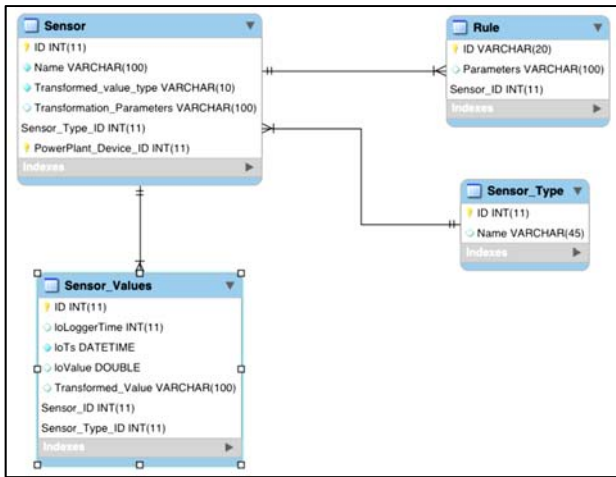 Sensor
ID INT(11)
Name VARCHAR(100)
Transformed_value_type VARCHAR(10)
Transformation_Parameters VARCHAR(100)
Sensor_Type_ID INT(11)
PowerPlant_Device_ID INT(11)
Indexes
Rule
ID VARCHAR(20)
Parameters VARCHAR(100)
Sensor_ID INT(11)
Indexes
Sensor_Type
ID INT(11)
Name VARCHAR(45)
Indexes
Sensor_Values
ID INT(11)
IoLoggerTime INT(11)
IoTs DATETIME
IoValue DOUBLE
Transformed_Value VARCHAR(100)
Sensor_ID INT(11)
Sensor_Type_ID INT(11)
Indexes